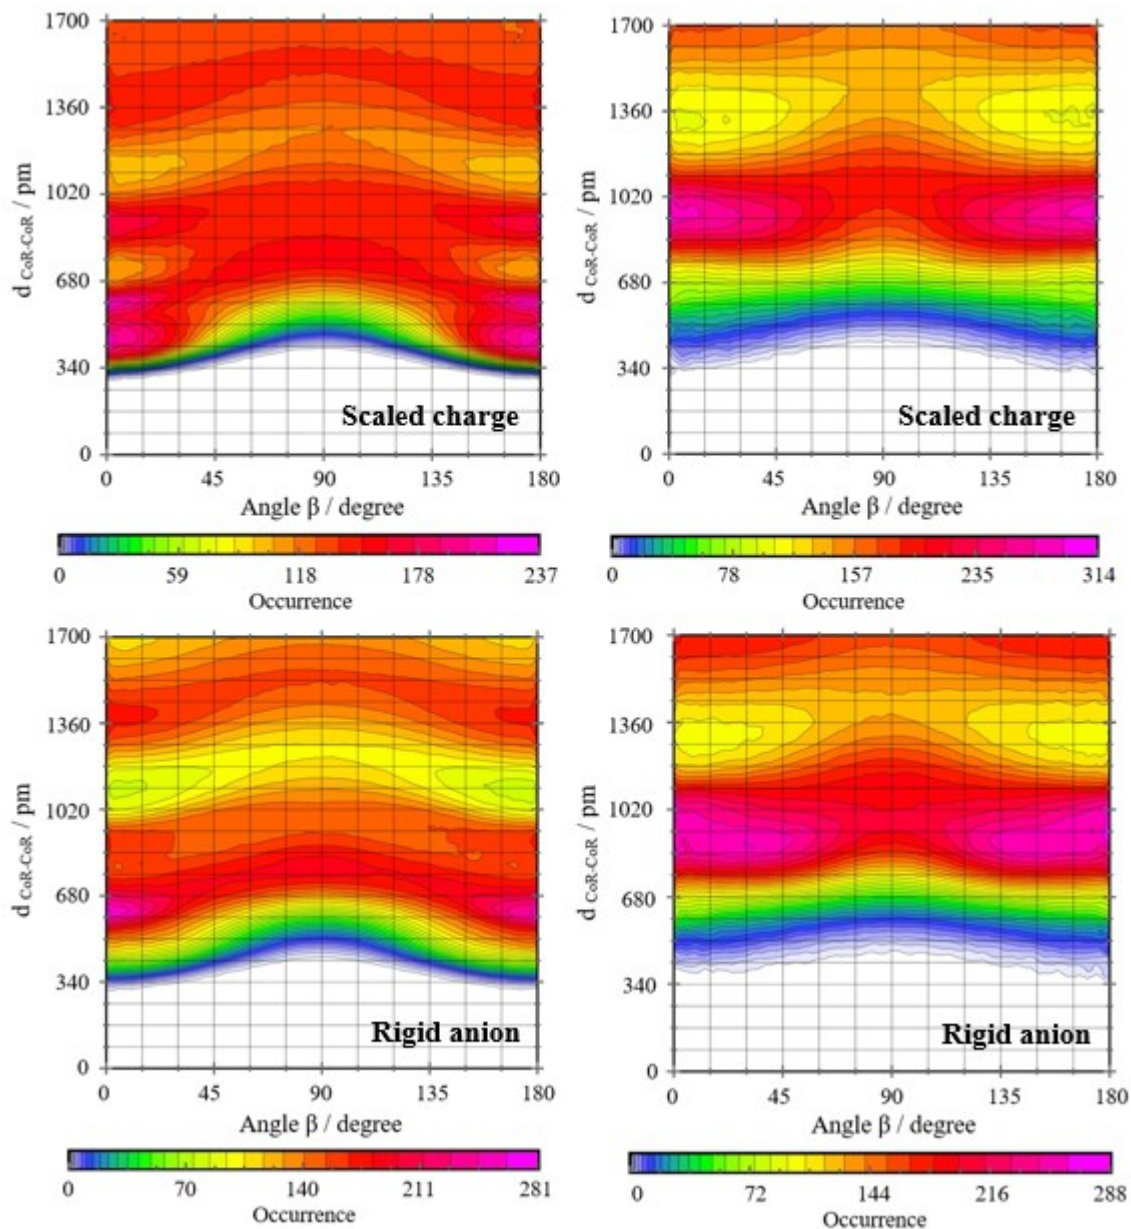 1700
1360
1020
680
340
0
d CoR-CoR / pm
Scaled charge
0 45 90 135 180
Angle β / degree
0 59 118 178 237
Occurrence
1700
1360
1020
680
340
0
d CoR-CoR / pm
Scaled charge
0 45 90 135 180
Angle β / degree
0 78 157 235 314
Occurrence
1700
1360
1020
680
340
0
d CoR-CoR / pm
Rigid anion
0 45 90 135 180
Angle β / degree
0 70 140 211 281
Occurrence
1700
1360
1020
680
340
0
d CoR-CoR / pm
Rigid anion
0 45 90 135 180
Angle β / degree
0 72 144 216 288
Occurrence